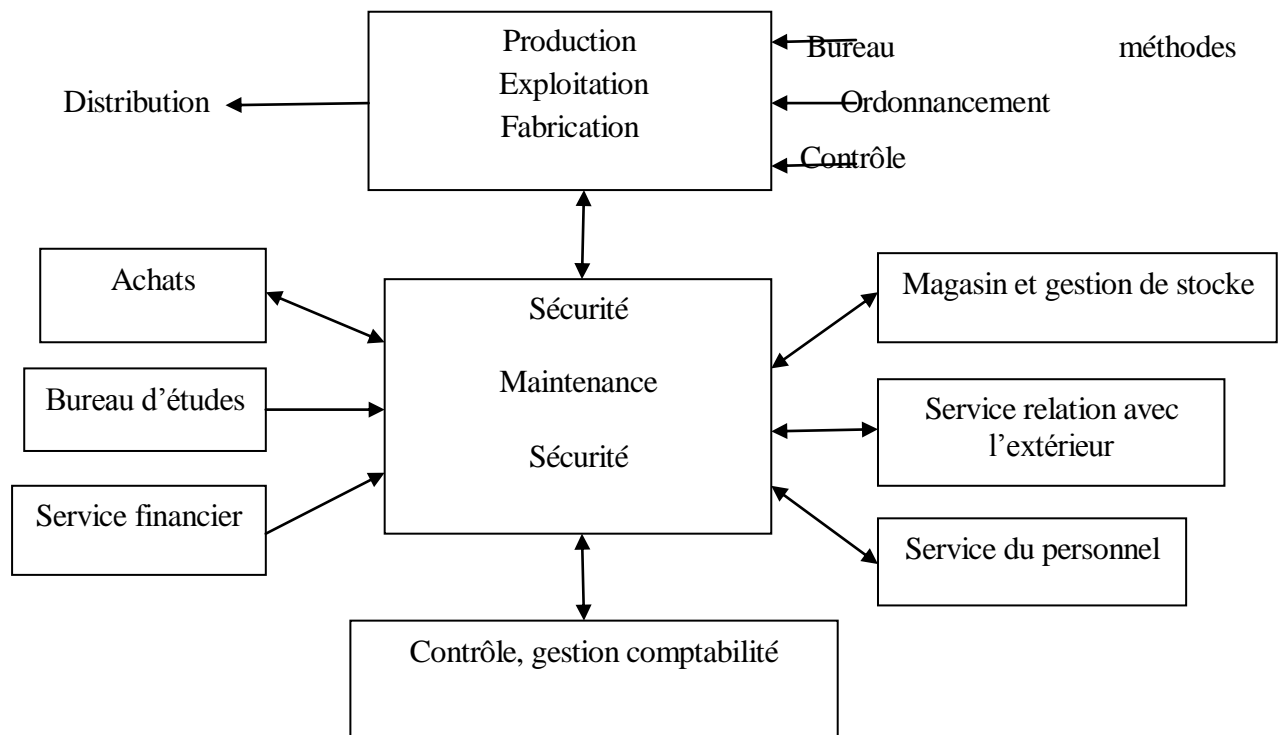 Production
Bureau méthodes
Exploitation
Distribution
Ordonnancement
Fabrication
Contrôle
Achats
Sécurité
Magasin et gestion de stocke
Maintenance
Bureau d’études
Service relation avec
l’extérieur
Sécurité
Service financier
Service du personnel
Contrôle, gestion comptabilité